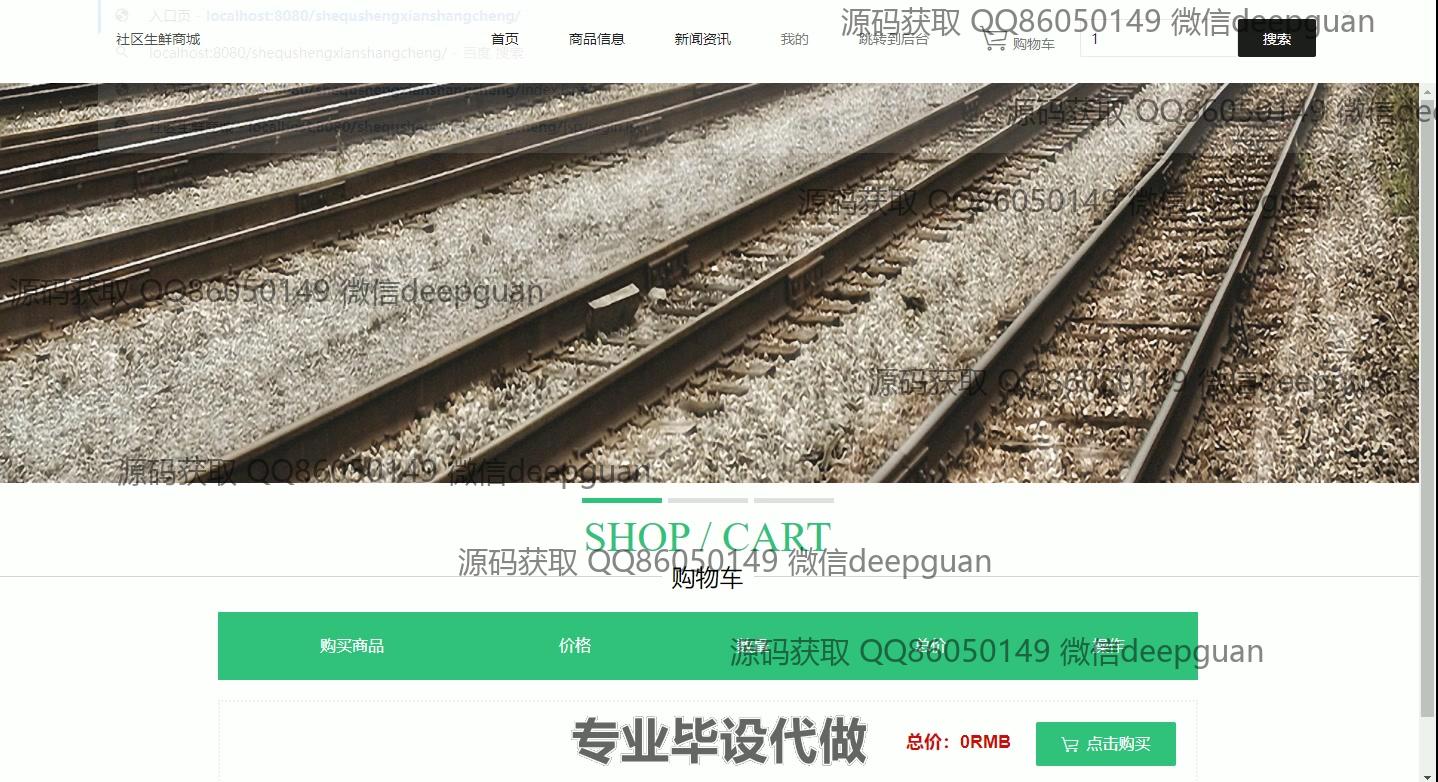 入口页 - localhost:8080/shequshengxianshangcheng/
源码获取 QQ86050149 微信deepguan
社区生鲜商城 首页 商品信息 新闻资讯 我的 跳转到后台 购物车 1 搜索
localhost:8080/shequshengxianshangcheng/ - 百度 搜索
源码获取 QQ86050149 微信dee
源码获取 QQ86050149 微信deepguan
源码获取 QQ86050149 微信deepguan
源码获取 QQ86050149 微信deepguan
源码获取 QQ86050149 微信deepguan
SHOP / CART
源码获取 QQ86050149 微信deepguan
购物车
购买商品 价格 数量 总价 操作
源码获取 QQ86050149 微信deepguan
专业毕设代做
总价：0RMB
点击购买